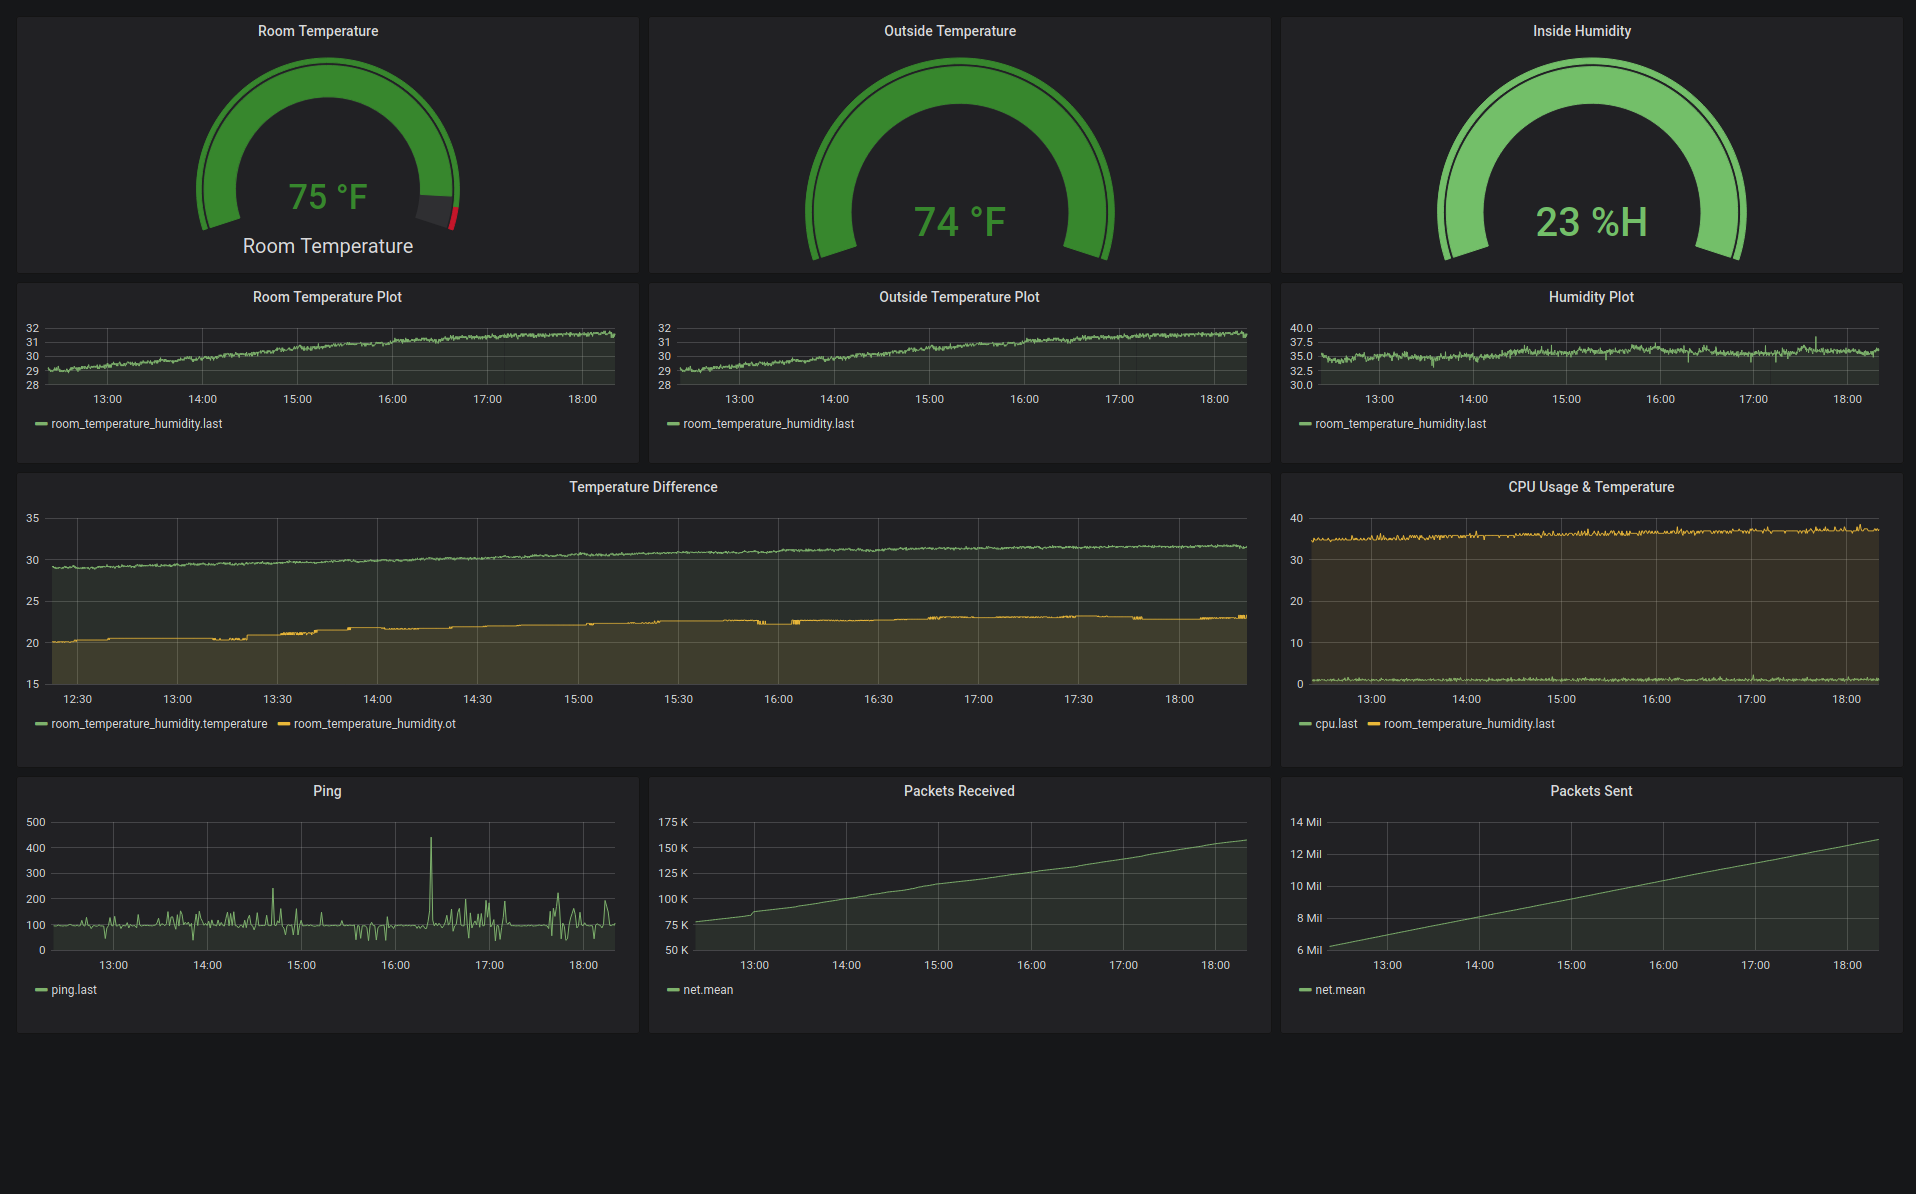 Room Temperature
75 °F
Room Temperature
Outside Temperature
74 °F
Inside Humidity
23 %H
Room Temperature Plot
32
31
30
29
28
13:00 14:00 15:00 16:00 17:00 18:00
room_temperature_humidity.last
Outside Temperature Plot
32
31
30
29
28
13:00 14:00 15:00 16:00 17:00 18:00
room_temperature_humidity.last
Humidity Plot
40.0
37.5
35.0
32.5
30.0
13:00 14:00 15:00 16:00 17:00 18:00
room_temperature_humidity.last
Temperature Difference
35
30
25
20
15
12:30 13:00 13:30 14:00 14:30 15:00 15:30 16:00 16:30 17:00 17:30 18:00
room_temperature_humidity.temperature room_temperature_humidity.ot
CPU Usage & Temperature
40
30
20
10
0
13:00 14:00 15:00 16:00 17:00 18:00
cpu.last room_temperature_humidity.last
Ping
500
400
300
200
100
0
13:00 14:00 15:00 16:00 17:00 18:00
ping.last
Packets Received
175 K
150 K
125 K
100 K
75 K
50 K
13:00 14:00 15:00 16:00 17:00 18:00
net.mean
Packets Sent
14 Mil
12 Mil
10 Mil
8 Mil
6 Mil
13:00 14:00 15:00 16:00 17:00 18:00
net.mean